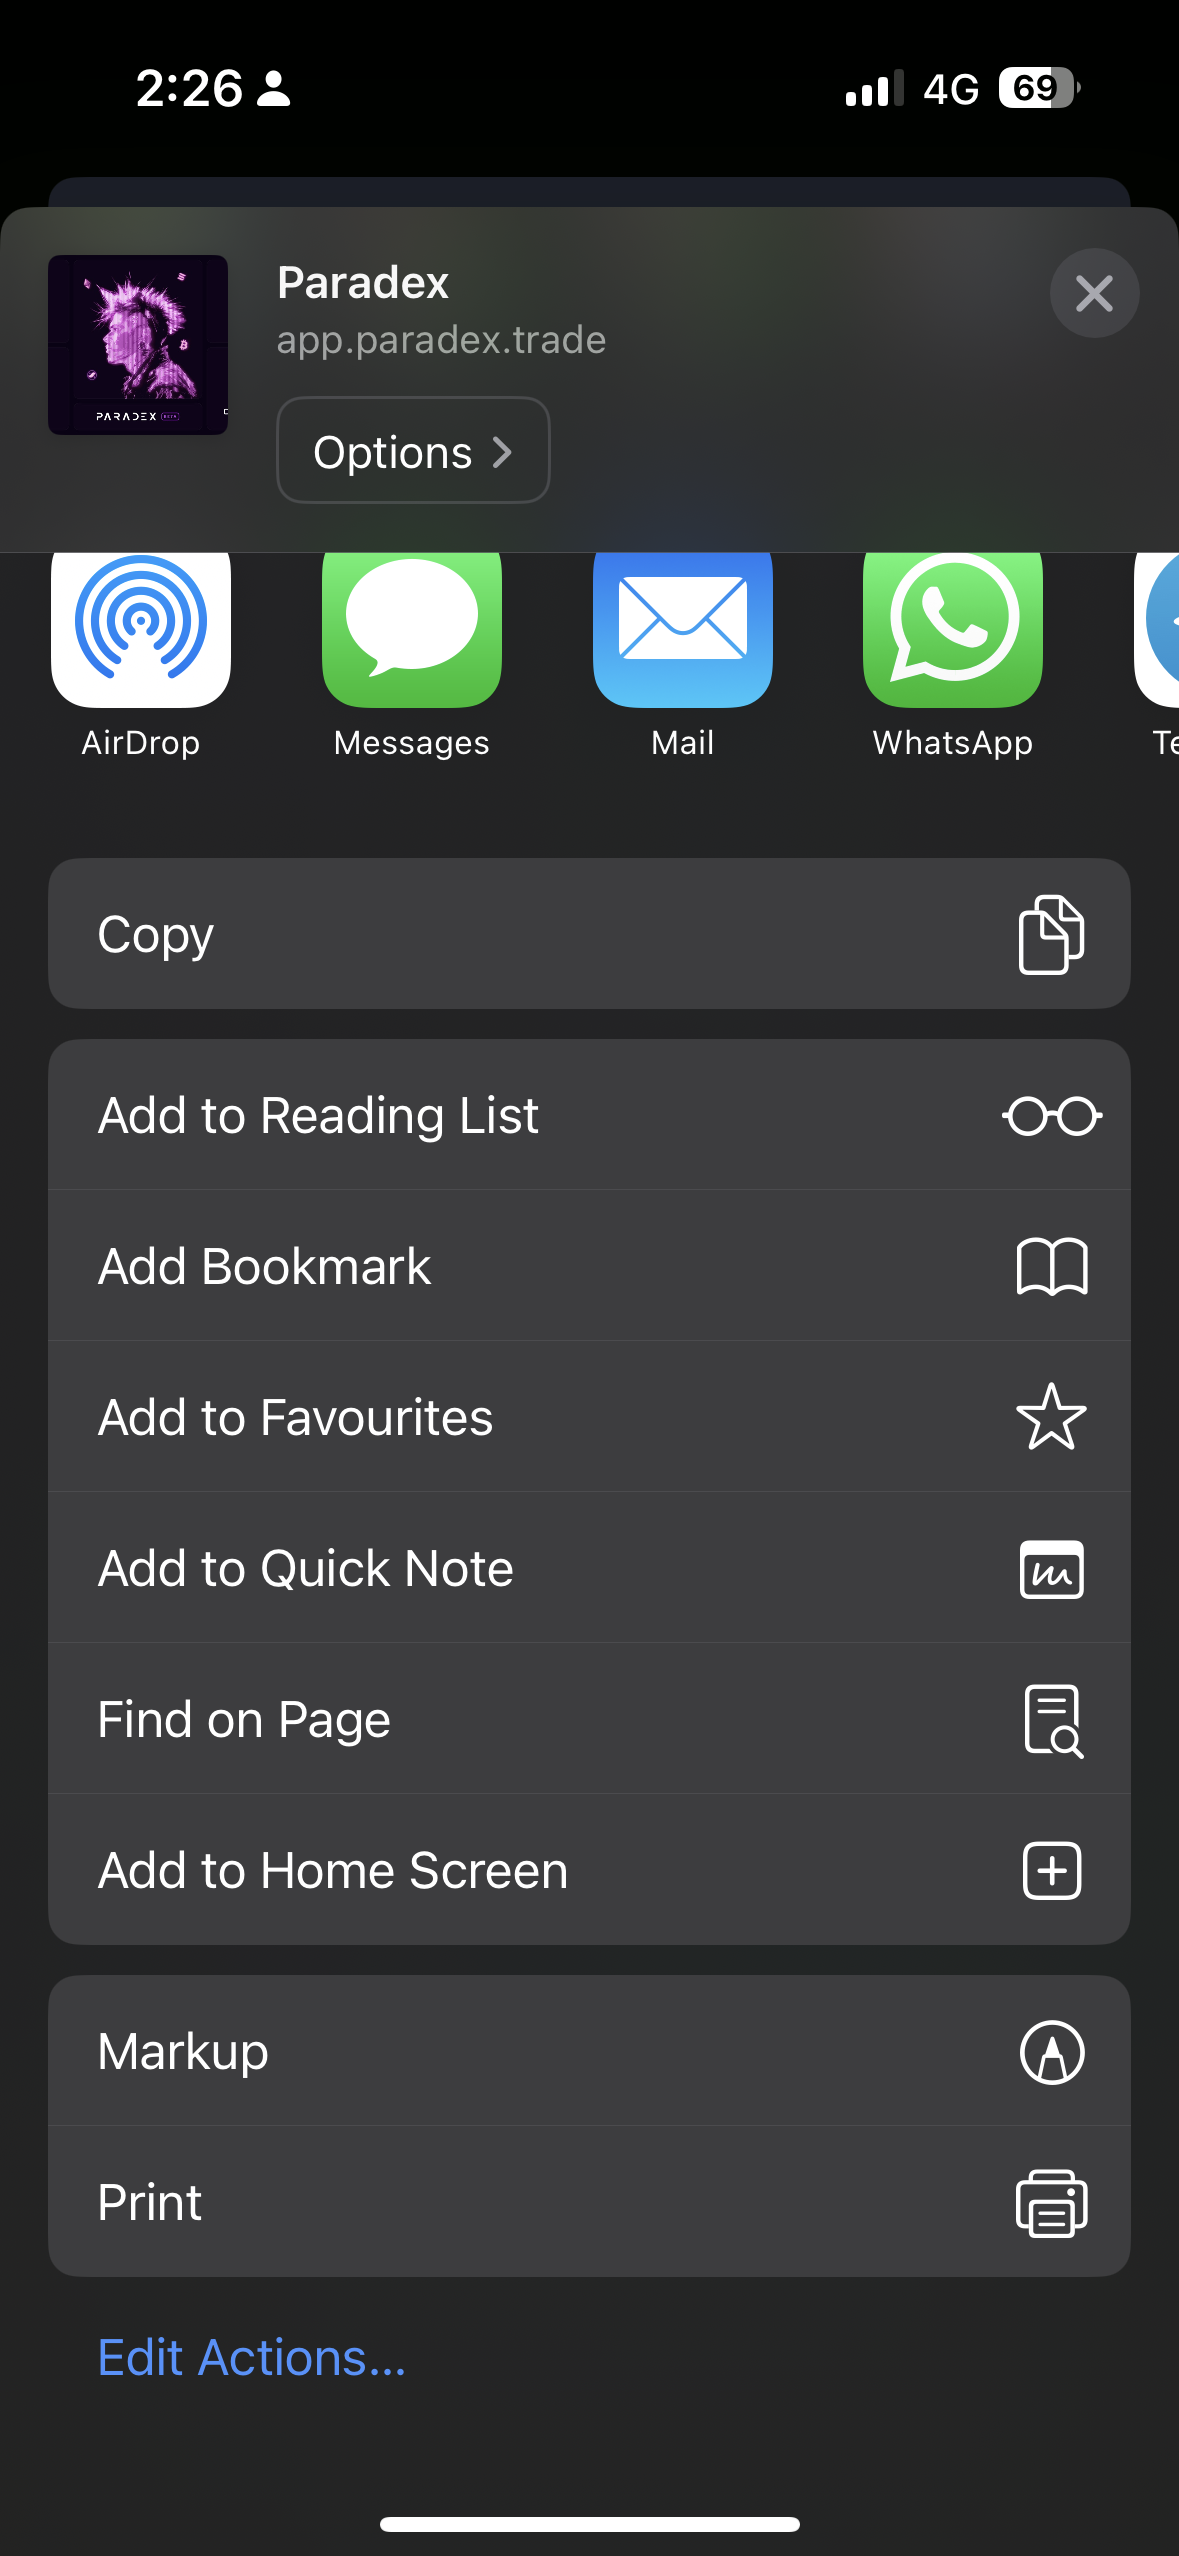 2:26
4G
69
Paradex
app.paradex.trade
PARADEX BETA
Options
AirDrop
Messages
Mail
WhatsApp
Te
Copy
Add to Reading List
Add Bookmark
Add to Favourites
Add to Quick Note
Find on Page
Add to Home Screen
Markup
Print
Edit Actions...